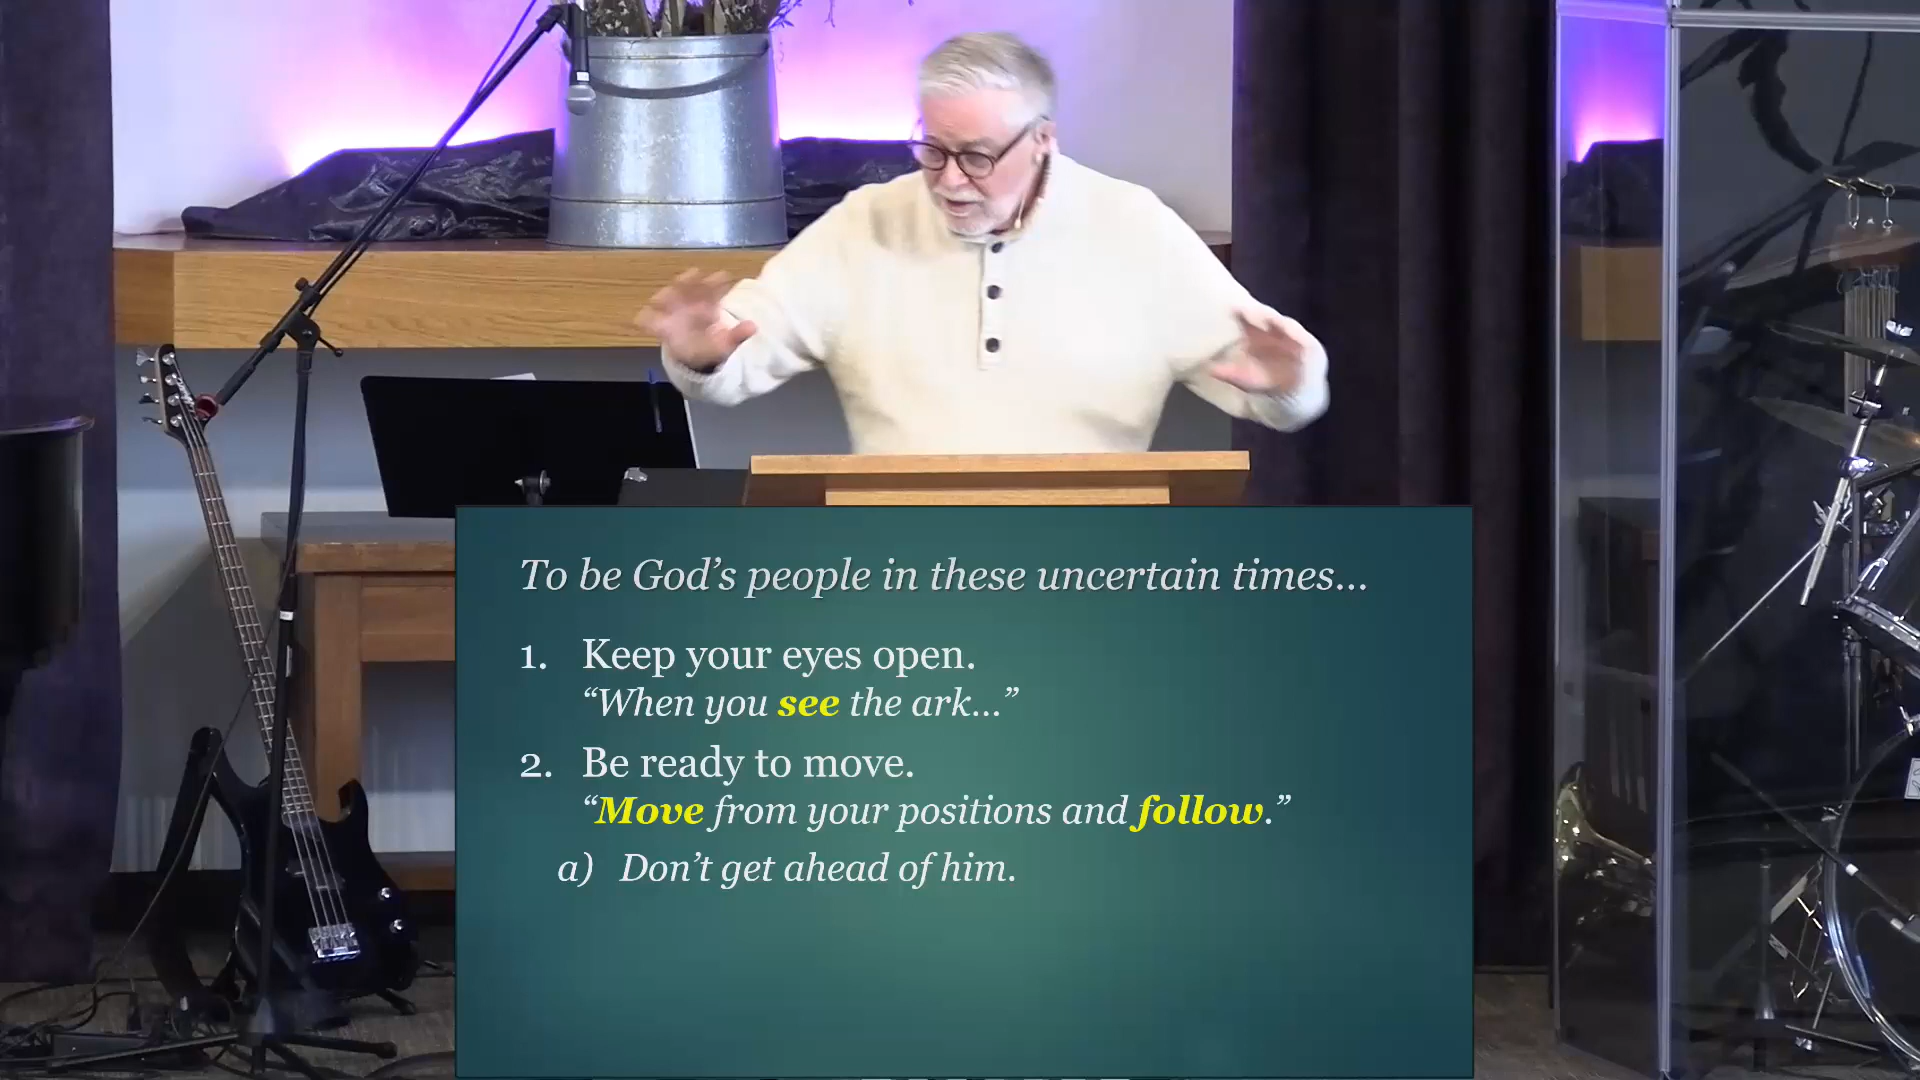 To be God’s people in these uncertain times...
1. Keep your eyes open.
“When you see the ark...”
2. Be ready to move.
“Move from your positions and follow.”
a) Don’t get ahead of him.